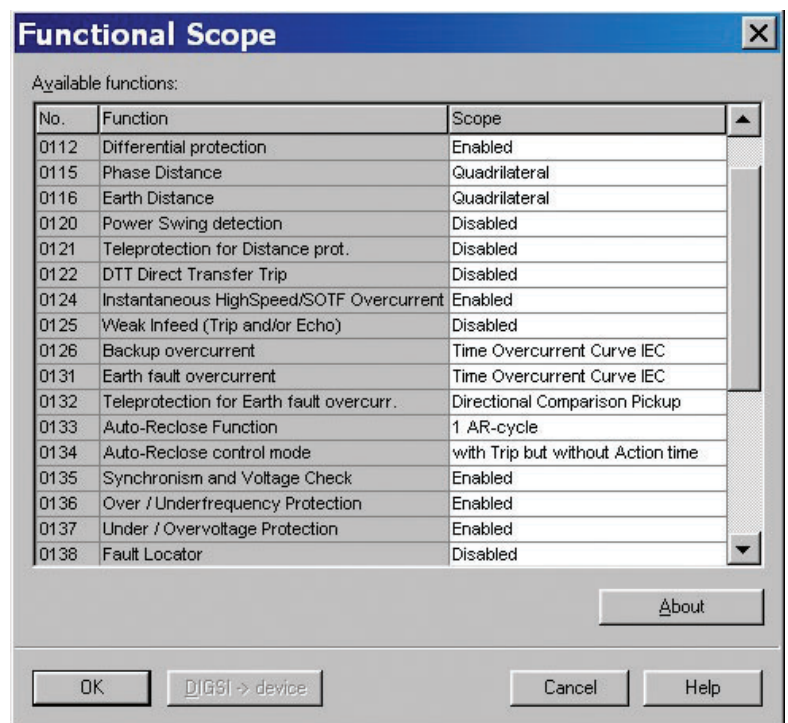 Functional Scope
Available functions:
No. Function Scope
0112 Differential protection Enabled
0115 Phase Distance Quadrilateral
0116 Earth Distance Quadrilateral
0120 Power Swing detection Disabled
0121 Teleprotection for Distance prot. Disabled
0122 DTT Direct Transfer Trip Disabled
0124 Instantaneous HighSpeed/SOTF Overcurrent Enabled
0125 Weak Infeed (Trip and/or Echo) Disabled
0126 Backup overcurrent Time Overcurrent Curve IEC
0131 Earth fault overcurrent Time Overcurrent Curve IEC
0132 Teleprotection for Earth fault overcurr. Directional Comparison Pickup
0133 Auto-Reclose Function 1 AR-cycle
0134 Auto-Reclose control mode with Trip but without Action time
0135 Synchronism and Voltage Check Enabled
0136 Over / Underfrequency Protection Enabled
0137 Under / Overvoltage Protection Enabled
0138 Fault Locator Disabled
About
OK DIGSI -> device Cancel Help